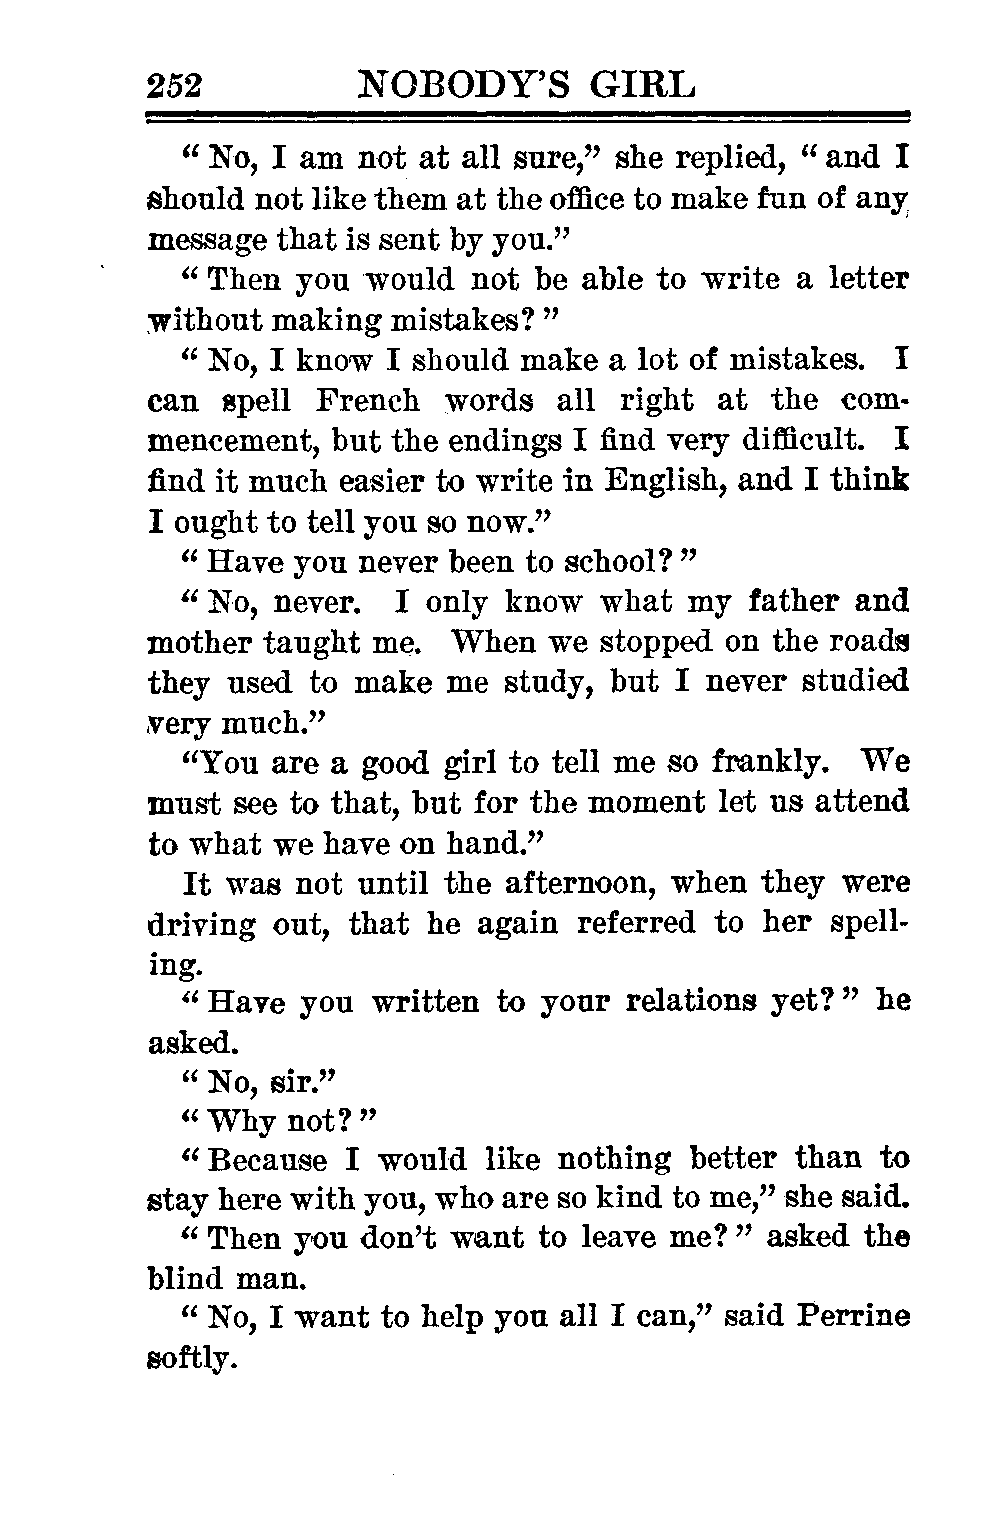 252 NOBODY'S GIRL
“ No, I am not at all sure,” she replied, “ and I
should not like them at the office to make fun of any
message that is sent by you.”
“ Then you would not be able to write a letter
without making mistakes? ”
“ No, I know I should make a lot of mistakes. I
can spell French words all right at the com-
mencement, but the endings I find very difficult. I
find it much easier to write in English, and I think
I ought to tell you so now.”
“ Have you never been to school? ”
“ No, never. I only know what my father and
mother taught me. When we stopped on the roads
they used to make me study, but I never studied
very much.”
“You are a good girl to tell me so frankly. We
must see to that, but for the moment let us attend
to what we have on hand.”
It was not until the afternoon, when they were
driving out, that he again referred to her spell-
ing.
“ Have you written to your relations yet? ” he
asked.
“ No, sir.”
“ Why not? ”
“ Because I would like nothing better than to
stay here with you, who are so kind to me,” she said.
“ Then you don't want to leave me? ” asked the
blind man.
“ No, I want to help you all I can,” said Perrine
softly.